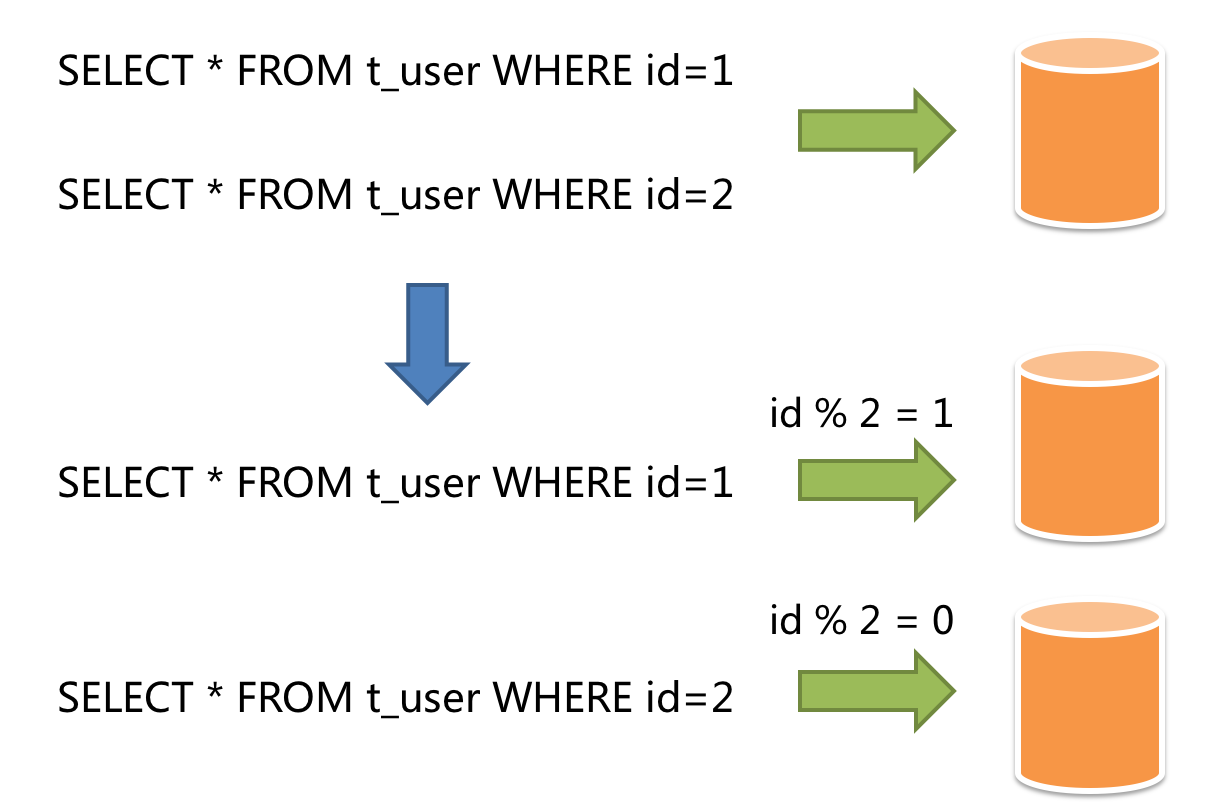 SELECT * FROM t_user WHERE id=1
SELECT * FROM t_user WHERE id=2
id % 2 = 1
SELECT * FROM t_user WHERE id=1
id % 2 = 0
SELECT * FROM t_user WHERE id=2